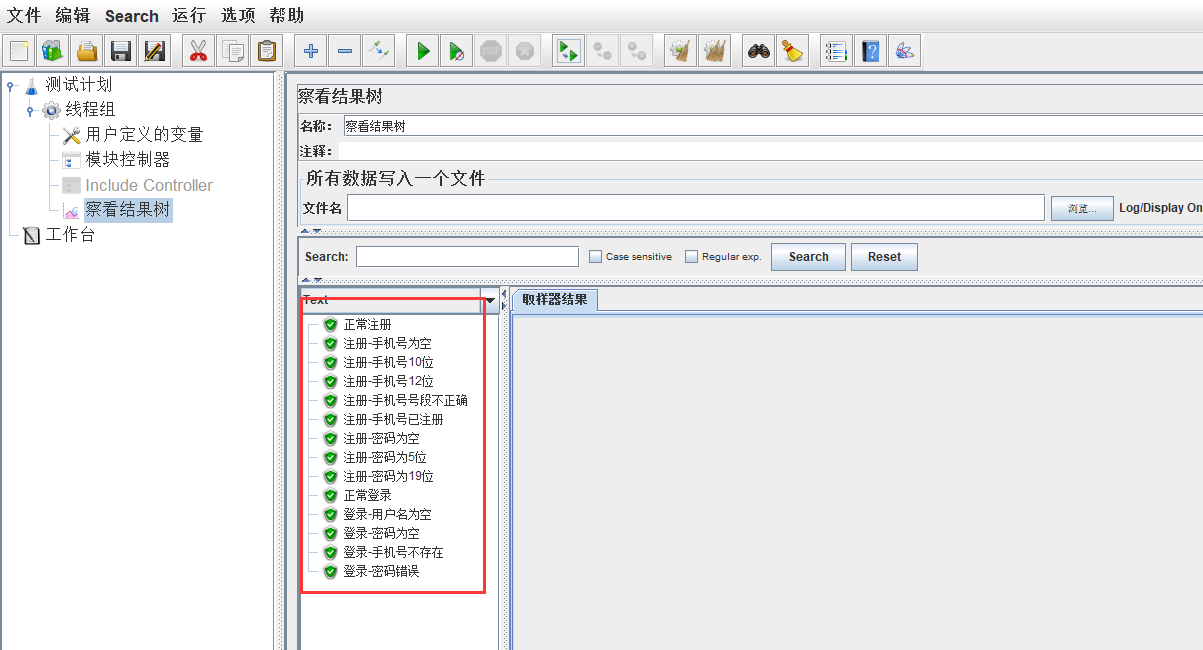 文件 编辑 Search 运行 选项 帮助
STOP
测试计划
线程组
用户定义的变量
模块控制器
Include Controller
察看结果树
工作台
察看结果树
名称： 察看结果树
注释：
所有数据写入一个文件
文件名 浏览... Log/Display On
Search: Case sensitive Regular exp. Search Reset
Text
取样器结果
正常注册
注册-手机号为空
注册-手机号10位
注册-手机号12位
注册-手机号号段不正确
注册-手机号已注册
注册-密码为空
注册-密码为5位
注册-密码为19位
正常登录
登录-用户名为空
登录-密码为空
登录-手机号不存在
登录-密码错误